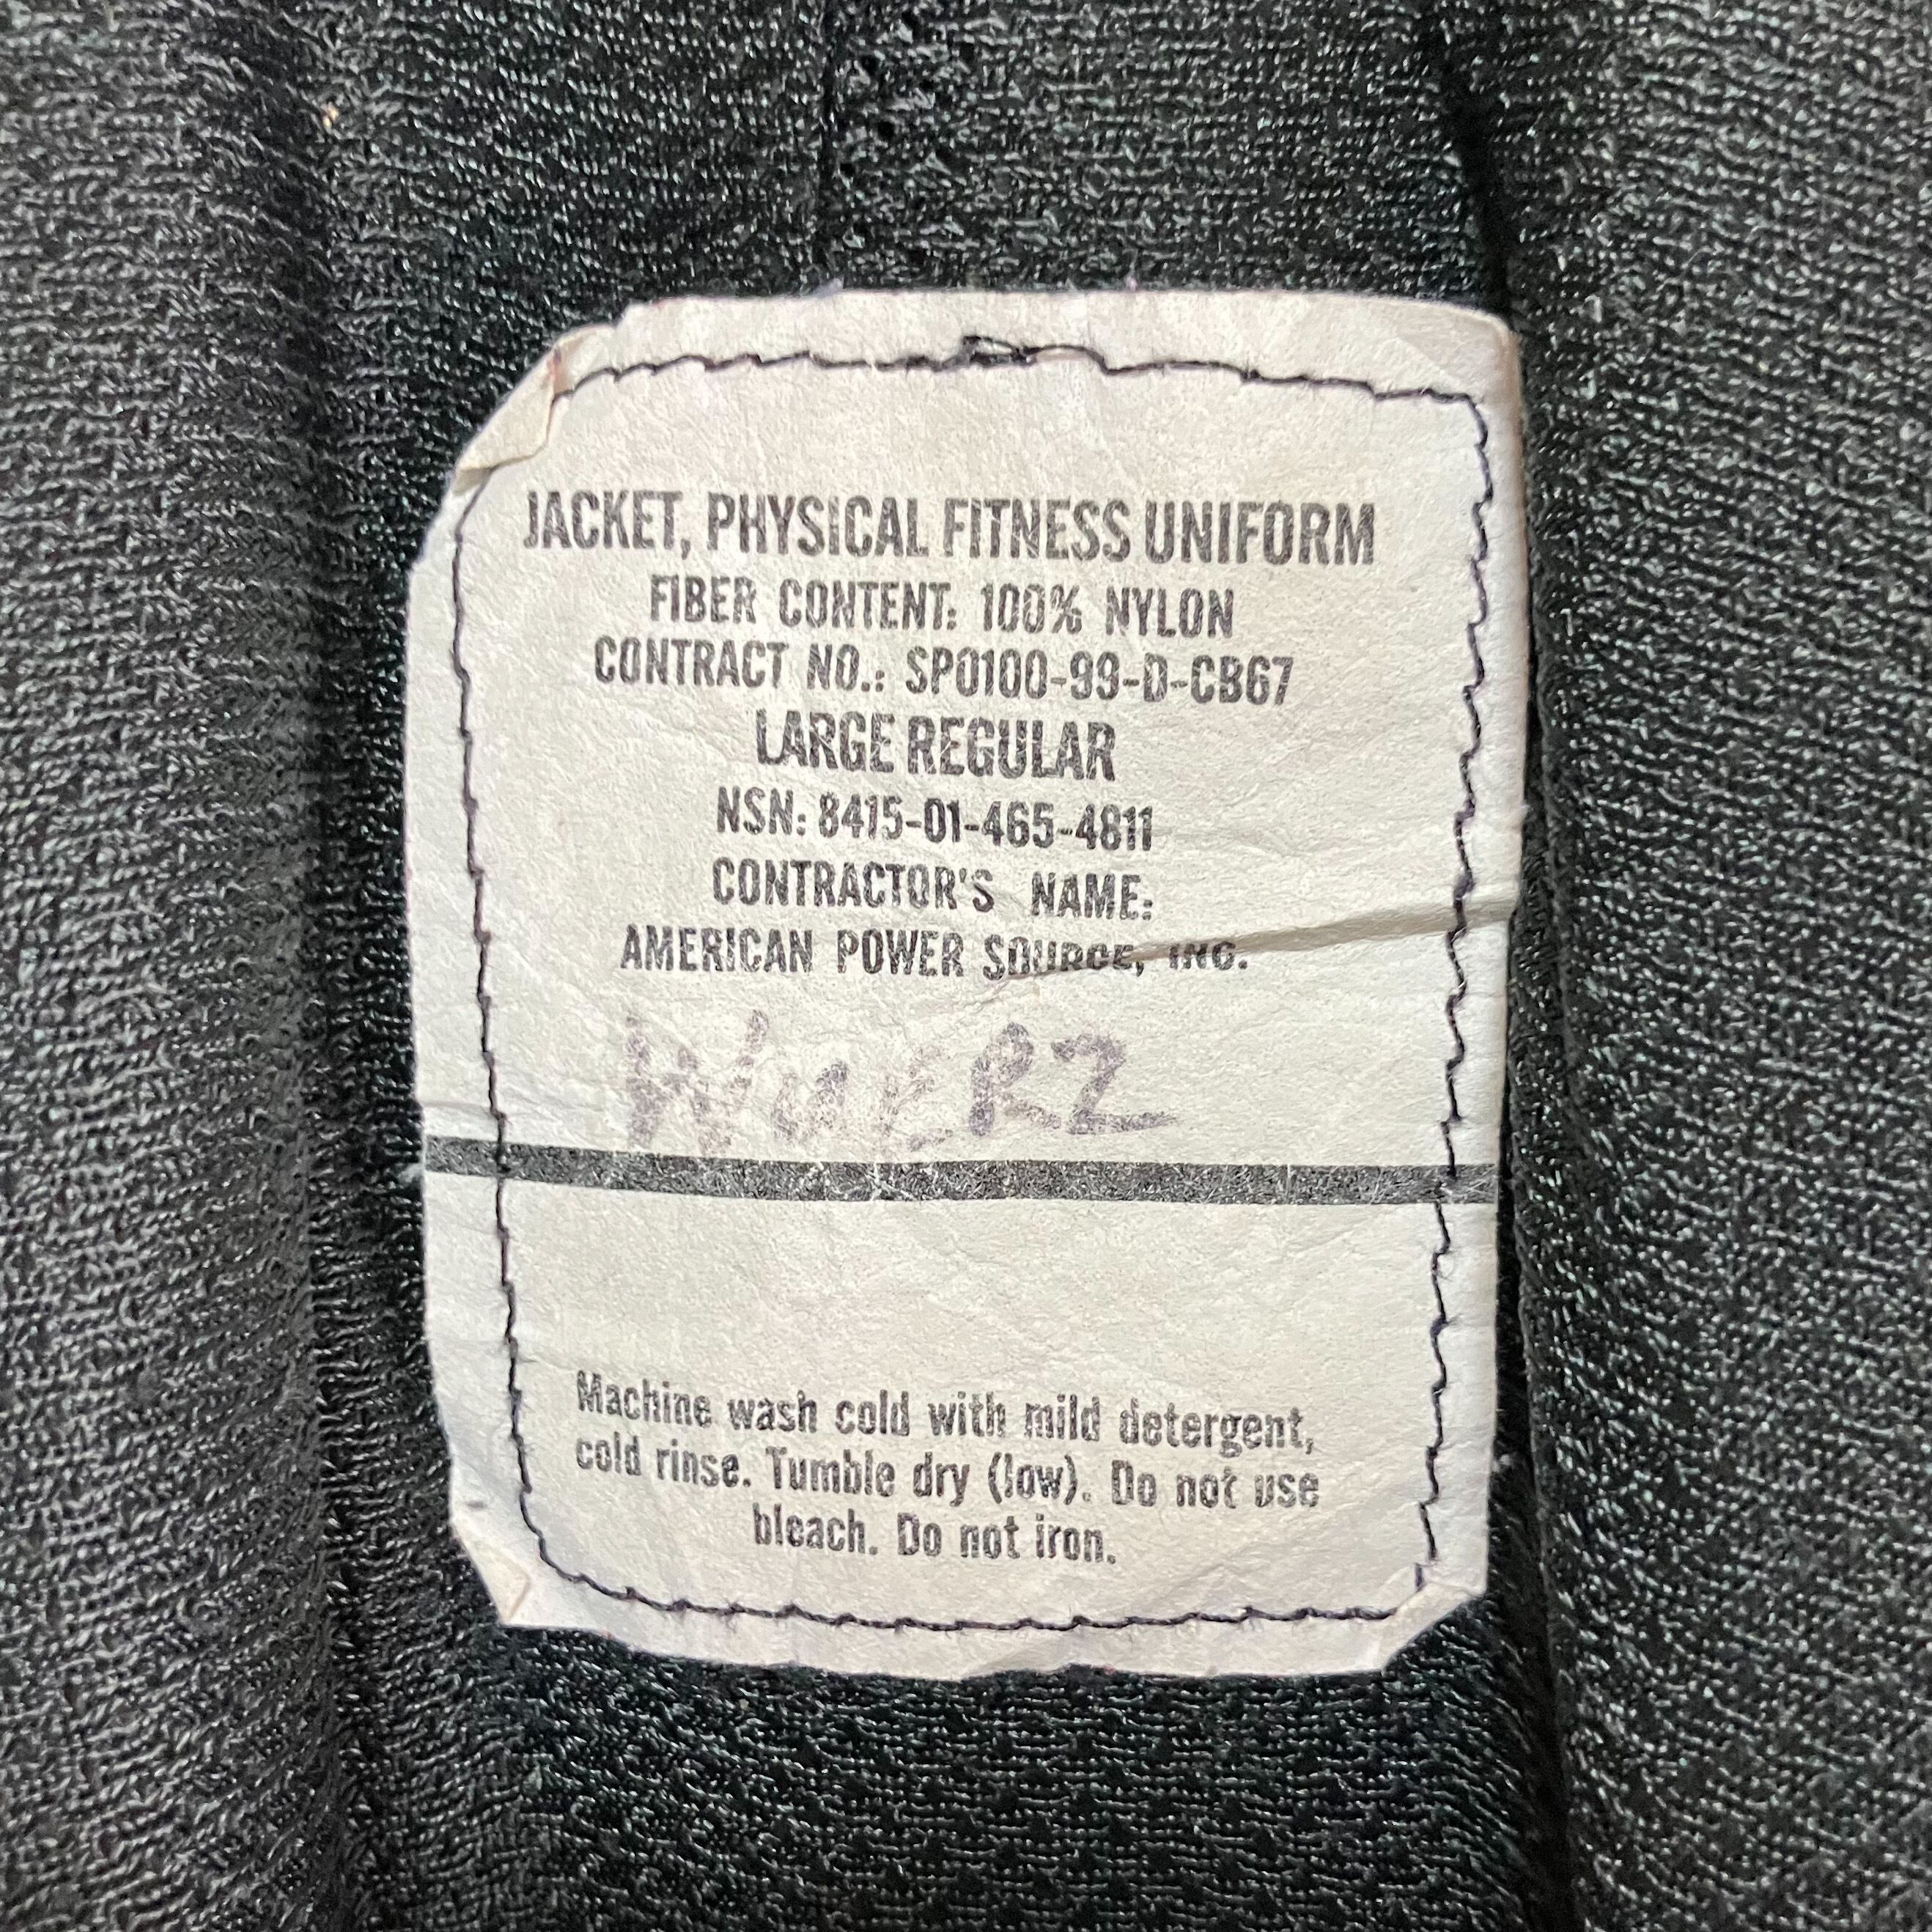 JACKET, PHYSICAL FITNESS UNIFORM
FIBER CONTENT: 100% NYLON
CONTRACT NO.: SP0100-99-D-CB67
LARGE REGULAR
NSN: 8415-01-465-4811
CONTRACTOR'S NAME:
AMERICAN POWER SOURCE, INC.
WUERZ
Machine wash cold with mild detergent,
cold rinse. Tumble dry (low). Do not use
bleach. Do not iron.